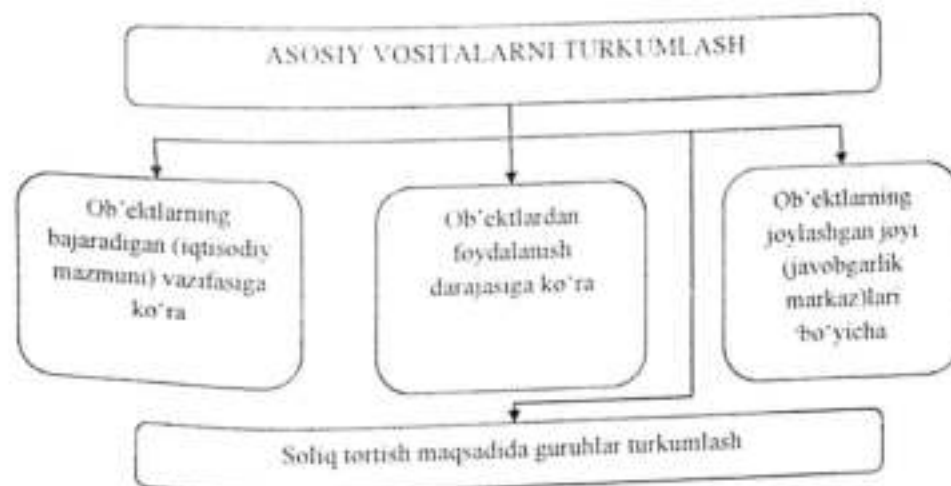 ASOSIY VOSITALARNI TURKUMLASH
Ob'ektlarning
bajaradigan (iqtisodiy
mazmuni) vazifasiga
ko'ra
Ob'ektlardan
foydalanish
darajasiga ko'ra
Ob'ektlarning
joylashgan joyi
(javobgarlik
markaz)lari
bo'yicha
Soliq tortish maqsadida guruhlar turkumlash